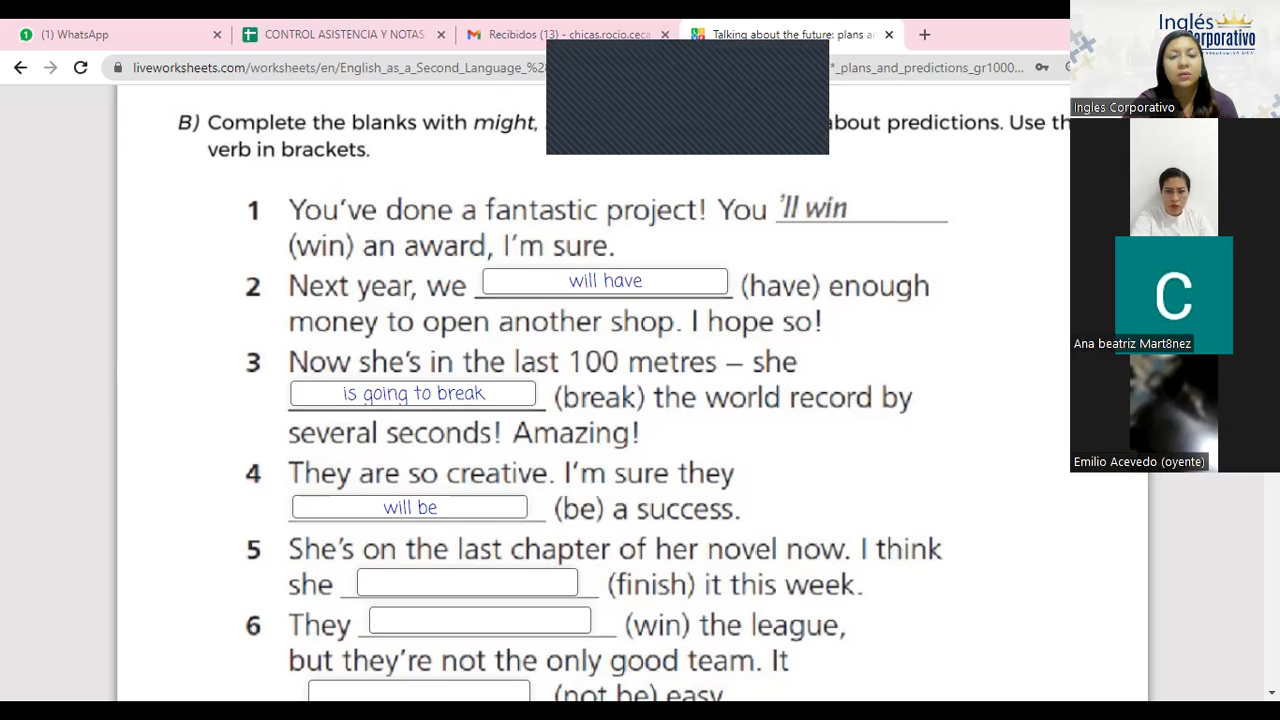 (1) WhatsApp
CONTROL ASISTENCIA Y NOTAS
Recibidos (13) - chicas.rocio.ceca
Talking about the future: plans a
liveworksheets.com/worksheets/en/English_as_a_Second_Language_%2
*_plans_and_predictions_gr1000...
Inglés
Corporativo
Ingles Corporativo
B) Complete the blanks with might,
about predictions. Use th
verb in brackets.
1 You've done a fantastic project! You 'll win
(win) an award, I'm sure.
2 Next year, we will have (have) enough
money to open another shop. I hope so!
3 Now she's in the last 100 metres – she
is going to break (break) the world record by
several seconds! Amazing!
4 They are so creative. I'm sure they
will be (be) a success.
5 She's on the last chapter of her novel now. I think
she (finish) it this week.
6 They (win) the league,
but they're not the only good team. It
(not be) easy
C
Ana beatriz Mart8nez
Emilio Acevedo (oyente)